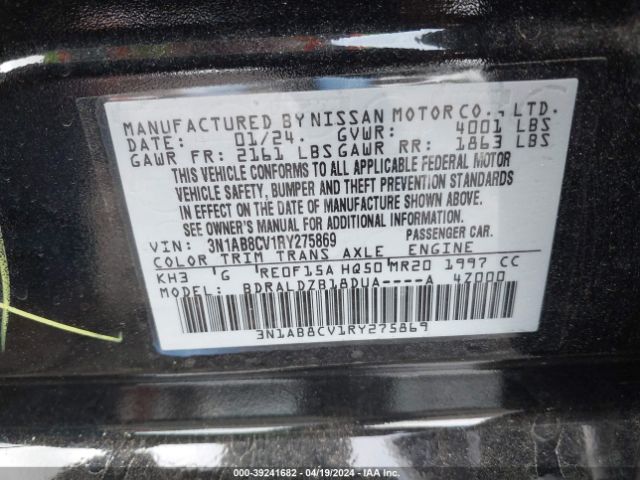 MANUFACTURED BY NISSAN MOTOR CO., LTD.
DATE: 01/24. GVWR: 4001 LBS
GAWR FR: 2161 LBS GAWR RR: 1863 LBS
THIS VEHICLE CONFORMS TO ALL APPLICABLE FEDERAL MOTOR
VEHICLE SAFETY, BUMPER AND THEFT PREVENTION STANDARDS
IN EFFECT ON THE DATE OF MANUFACTURE SHOWN ABOVE.
SEE OWNER'S MANUAL FOR ADDITIONAL INFORMATION.
VIN: 3N1AB8CV1RY275869 PASSENGER CAR.
COLOR TRIM TRANS AXLE ENGINE
KH3 G RE0F15A HQ50 MR20 1997 CC
MODEL: BDRALDZB18DUA----A 4Z000
3N1AB8CV1RY275869
000-39241682 / 04/19/2024 - IAA Inc.